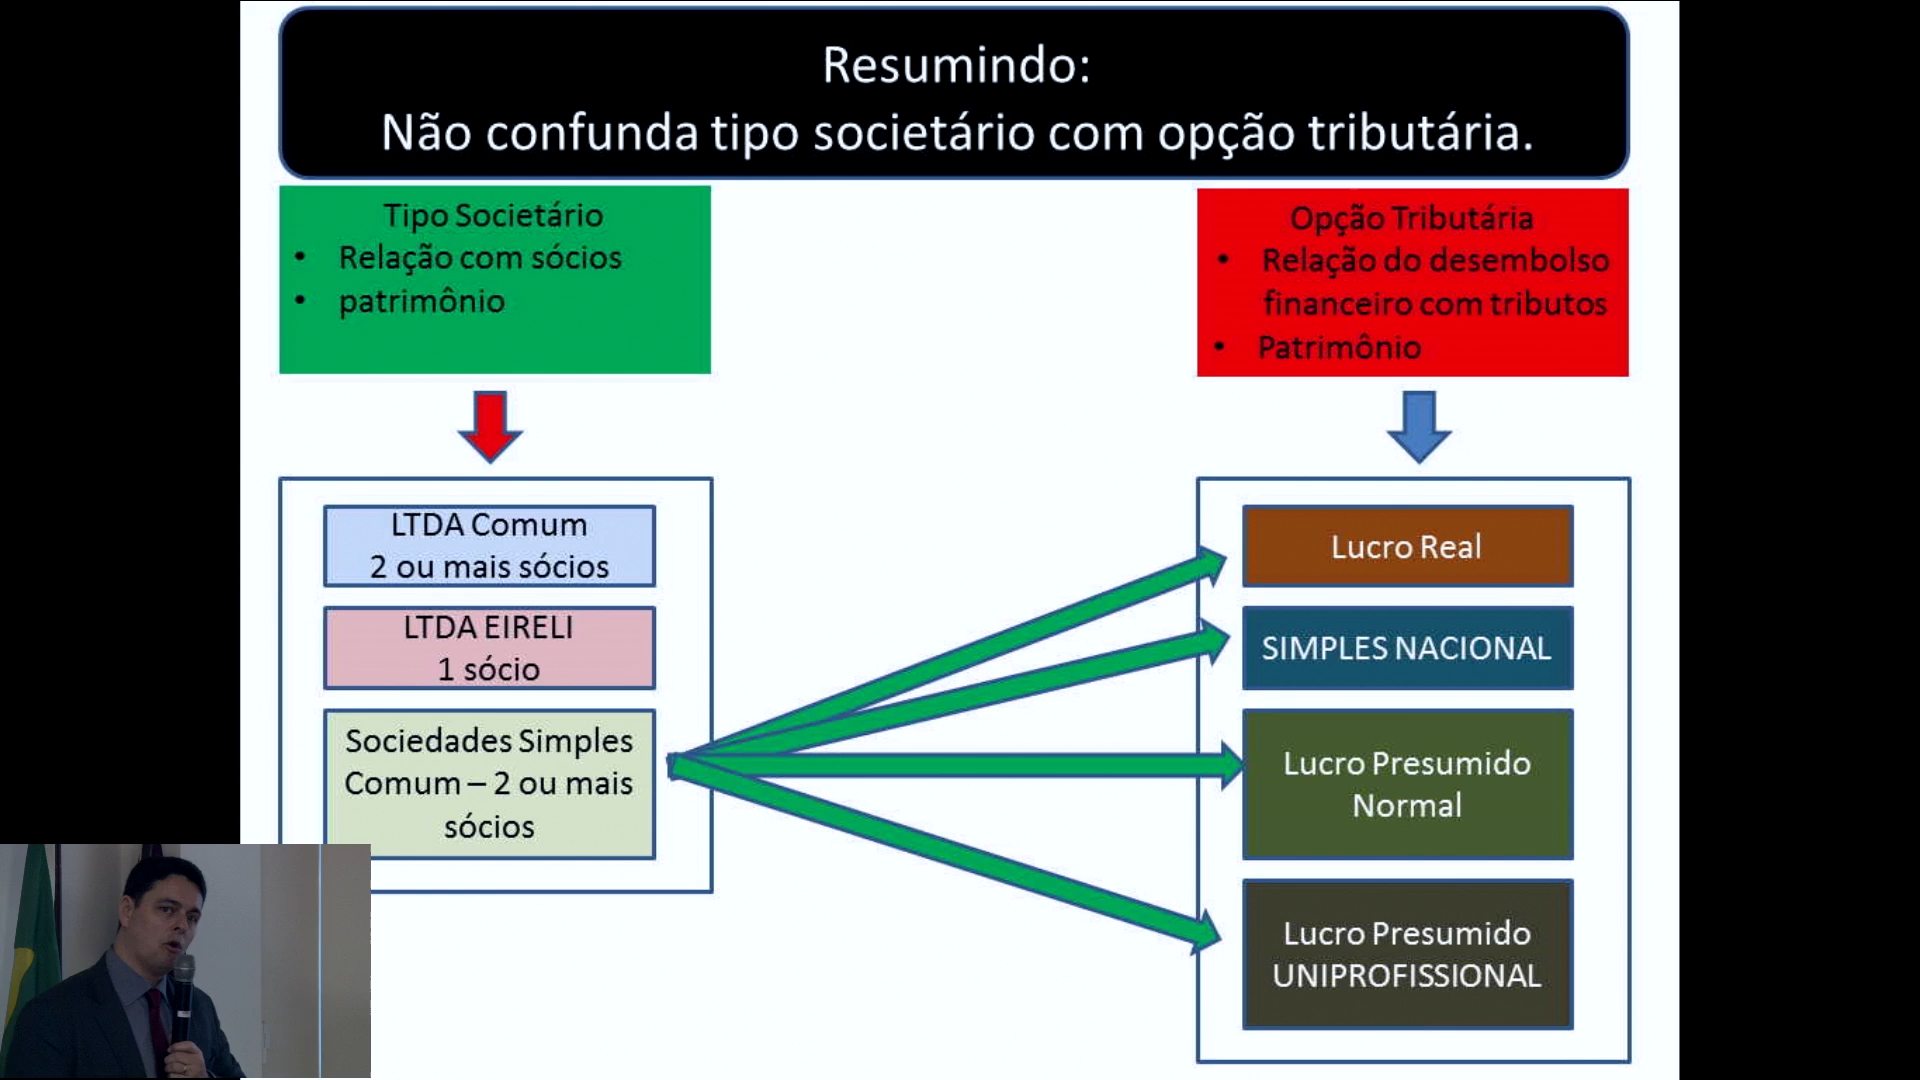 Resumindo:
Não confunda tipo societário com opção tributária.
Tipo Societário
• Relação com sócios
• patrimônio
Opção Tributária
• Relação do desembolso
financeiro com tributos
• Patrimônio
LTDA Comum
2 ou mais sócios
LTDA EIRELI
1 sócio
Sociedades Simples
Comum – 2 ou mais
sócios
Lucro Real
SIMPLES NACIONAL
Lucro Presumido
Normal
Lucro Presumido
UNIPROFISSIONAL